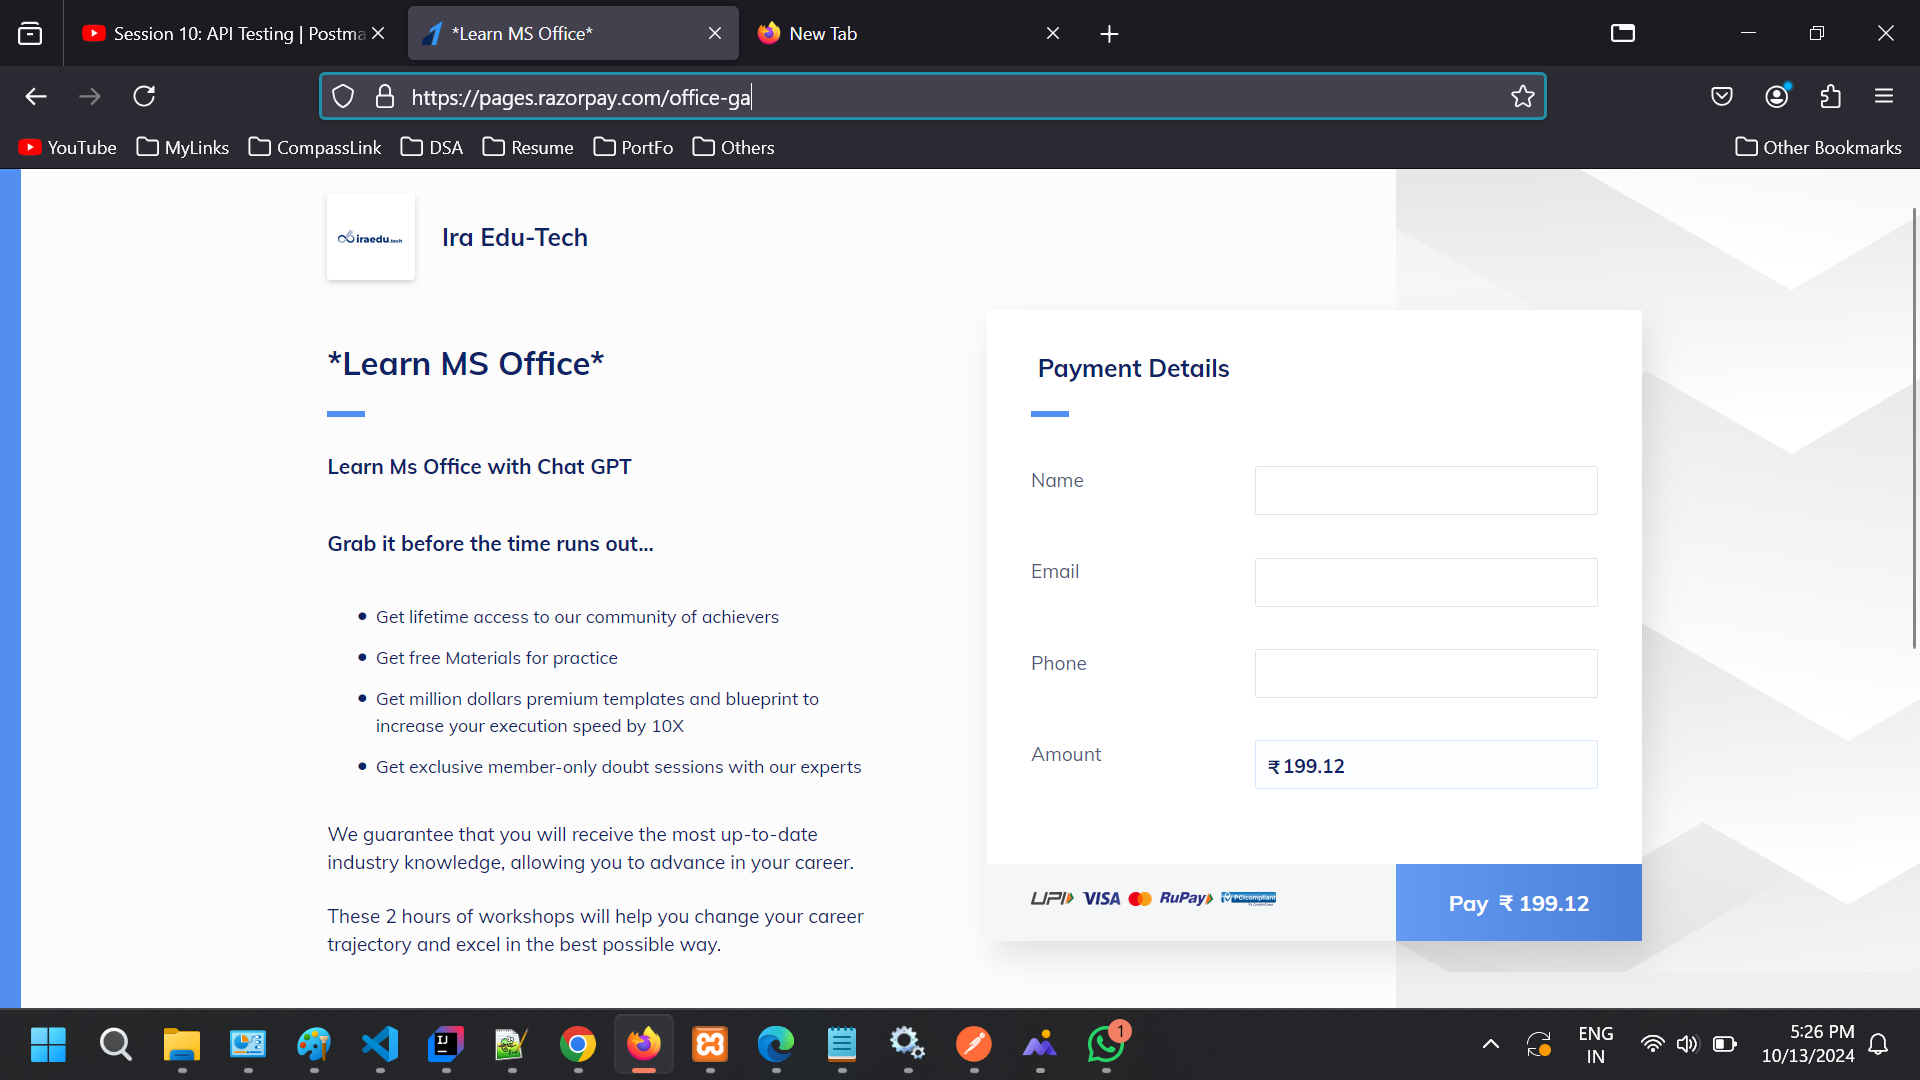 Session 10: API Testing | Postma
*Learn MS Office*
New Tab
https://pages.razorpay.com/office-ga
YouTube
MyLinks
CompassLink
DSA
Resume
PortFo
Others
Other Bookmarks
iraedu.tech
Ira Edu-Tech
*Learn MS Office*
Learn Ms Office with Chat GPT
Grab it before the time runs out...
Get lifetime access to our community of achievers
Get free Materials for practice
Get million dollars premium templates and blueprint to
increase your execution speed by 10X
Get exclusive member-only doubt sessions with our experts
We guarantee that you will receive the most up-to-date
industry knowledge, allowing you to advance in your career.
These 2 hours of workshops will help you change your career
trajectory and excel in the best possible way.
Payment Details
Name
Email
Phone
Amount
₹ 199.12
UPI VISA RuPay PCI compliant
Pay ₹ 199.12
IJ
1
ENG
IN
5:26 PM
10/13/2024